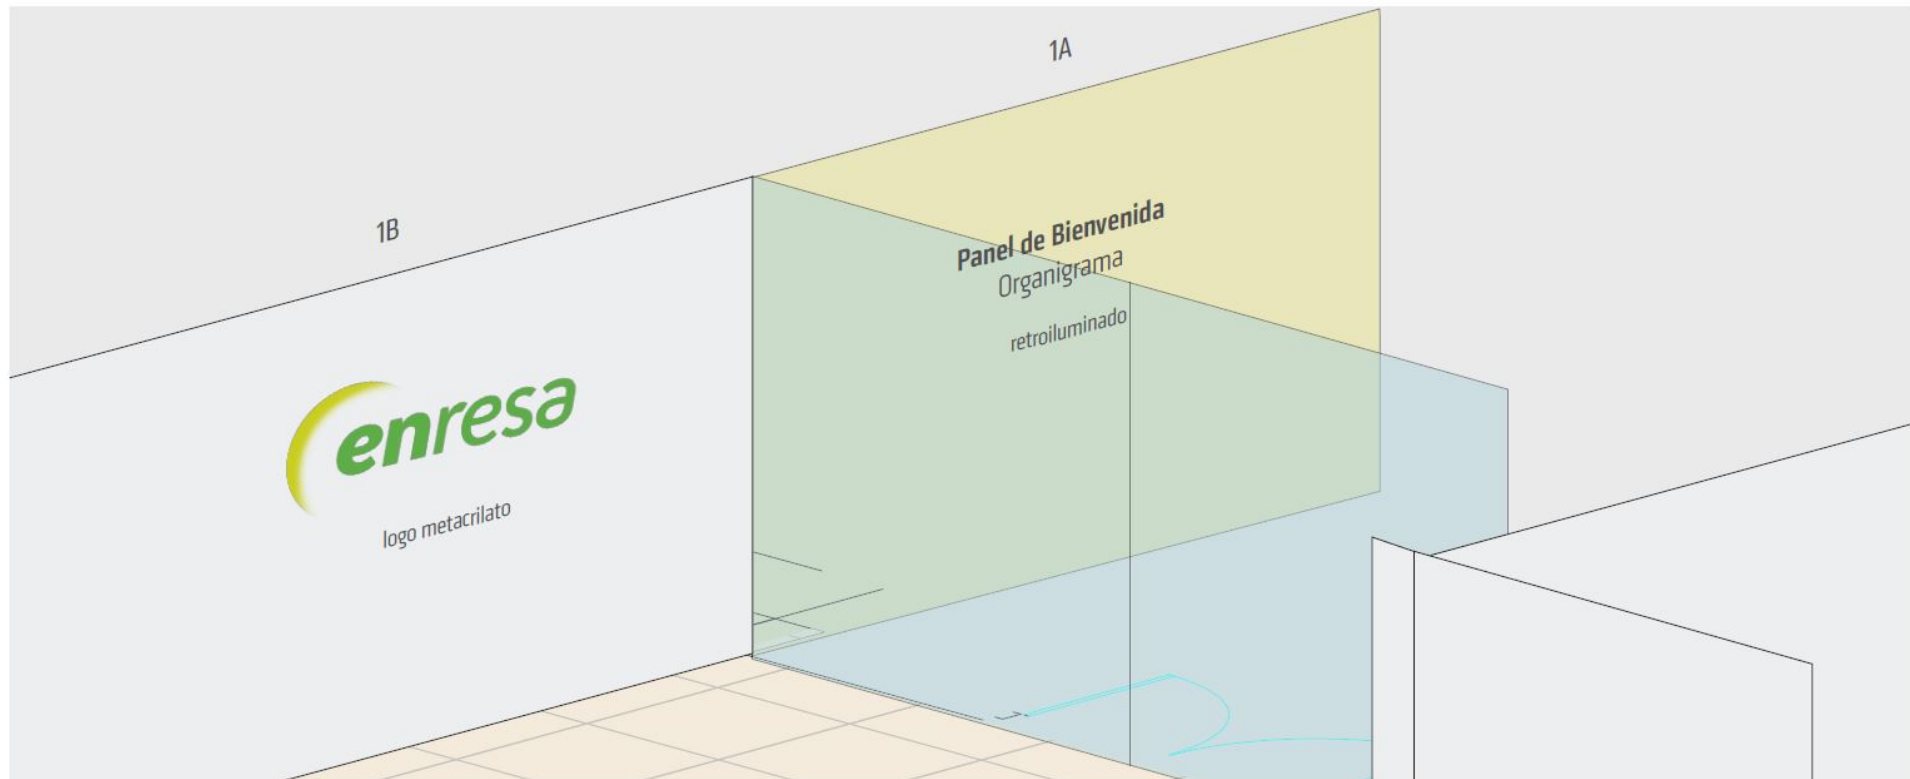 1A
1B
Panel de Bienvenida
Organigrama
retroiluminado
enresa
logo metacrilato